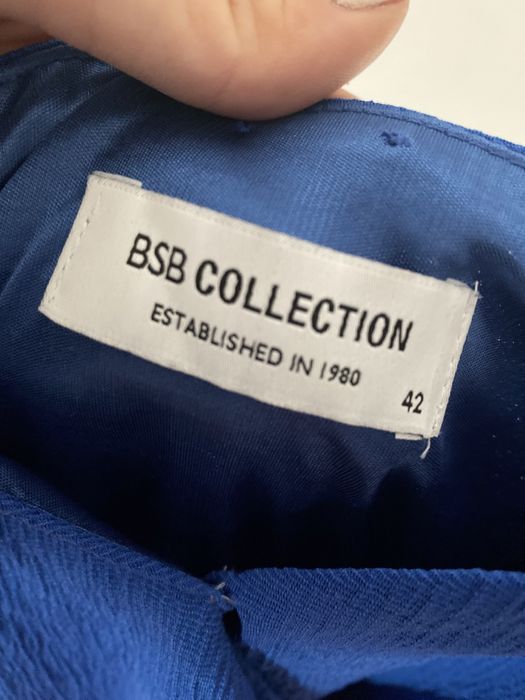 BSB COLLECTION
ESTABLISHED IN 1980
42